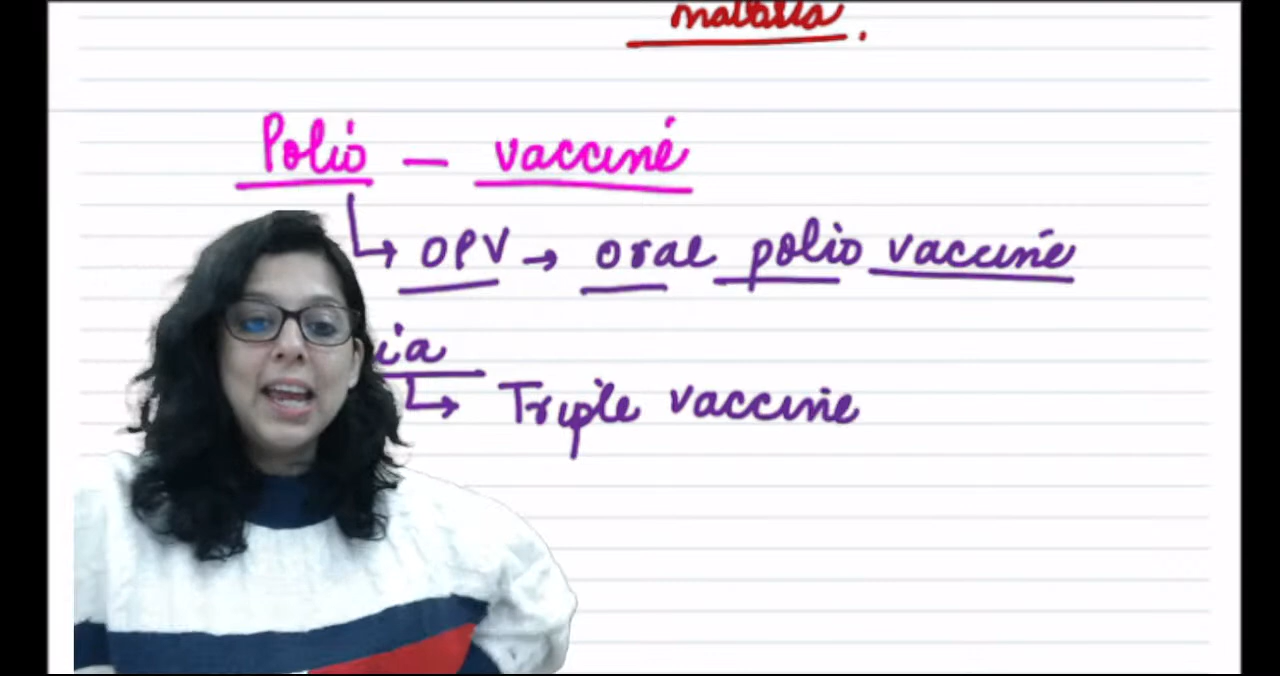 Polio - vaccine
↳ OPV → oral polio vaccine
ia
↳ Triple vaccine